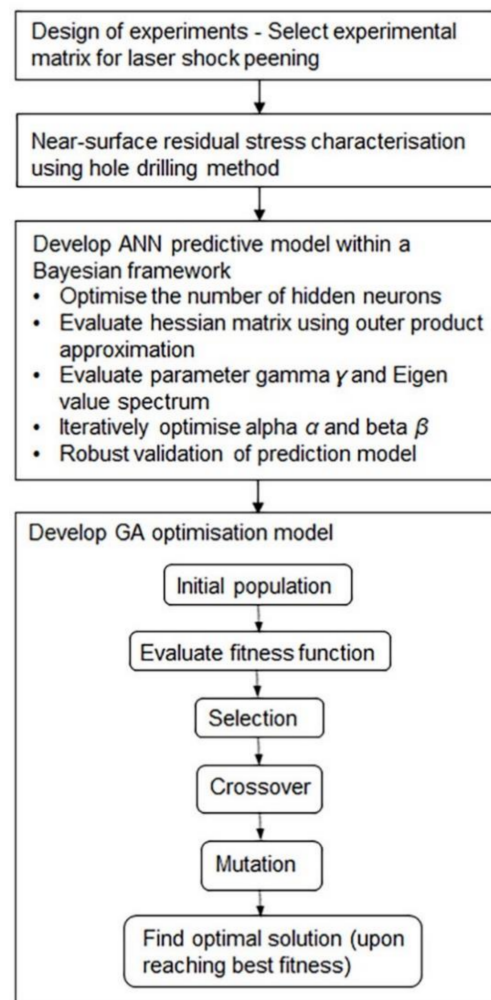 Design of experiments - Select experimental
matrix for laser shock peening
Near-surface residual stress characterisation
using hole drilling method
Develop ANN predictive model within a
Bayesian framework
• Optimise the number of hidden neurons
• Evaluate hessian matrix using outer product
approximation
• Evaluate parameter gamma γ and Eigen
value spectrum
• Iteratively optimise alpha α and beta β
• Robust validation of prediction model
Develop GA optimisation model
Initial population
Evaluate fitness function
Selection
Crossover
Mutation
Find optimal solution (upon
reaching best fitness)